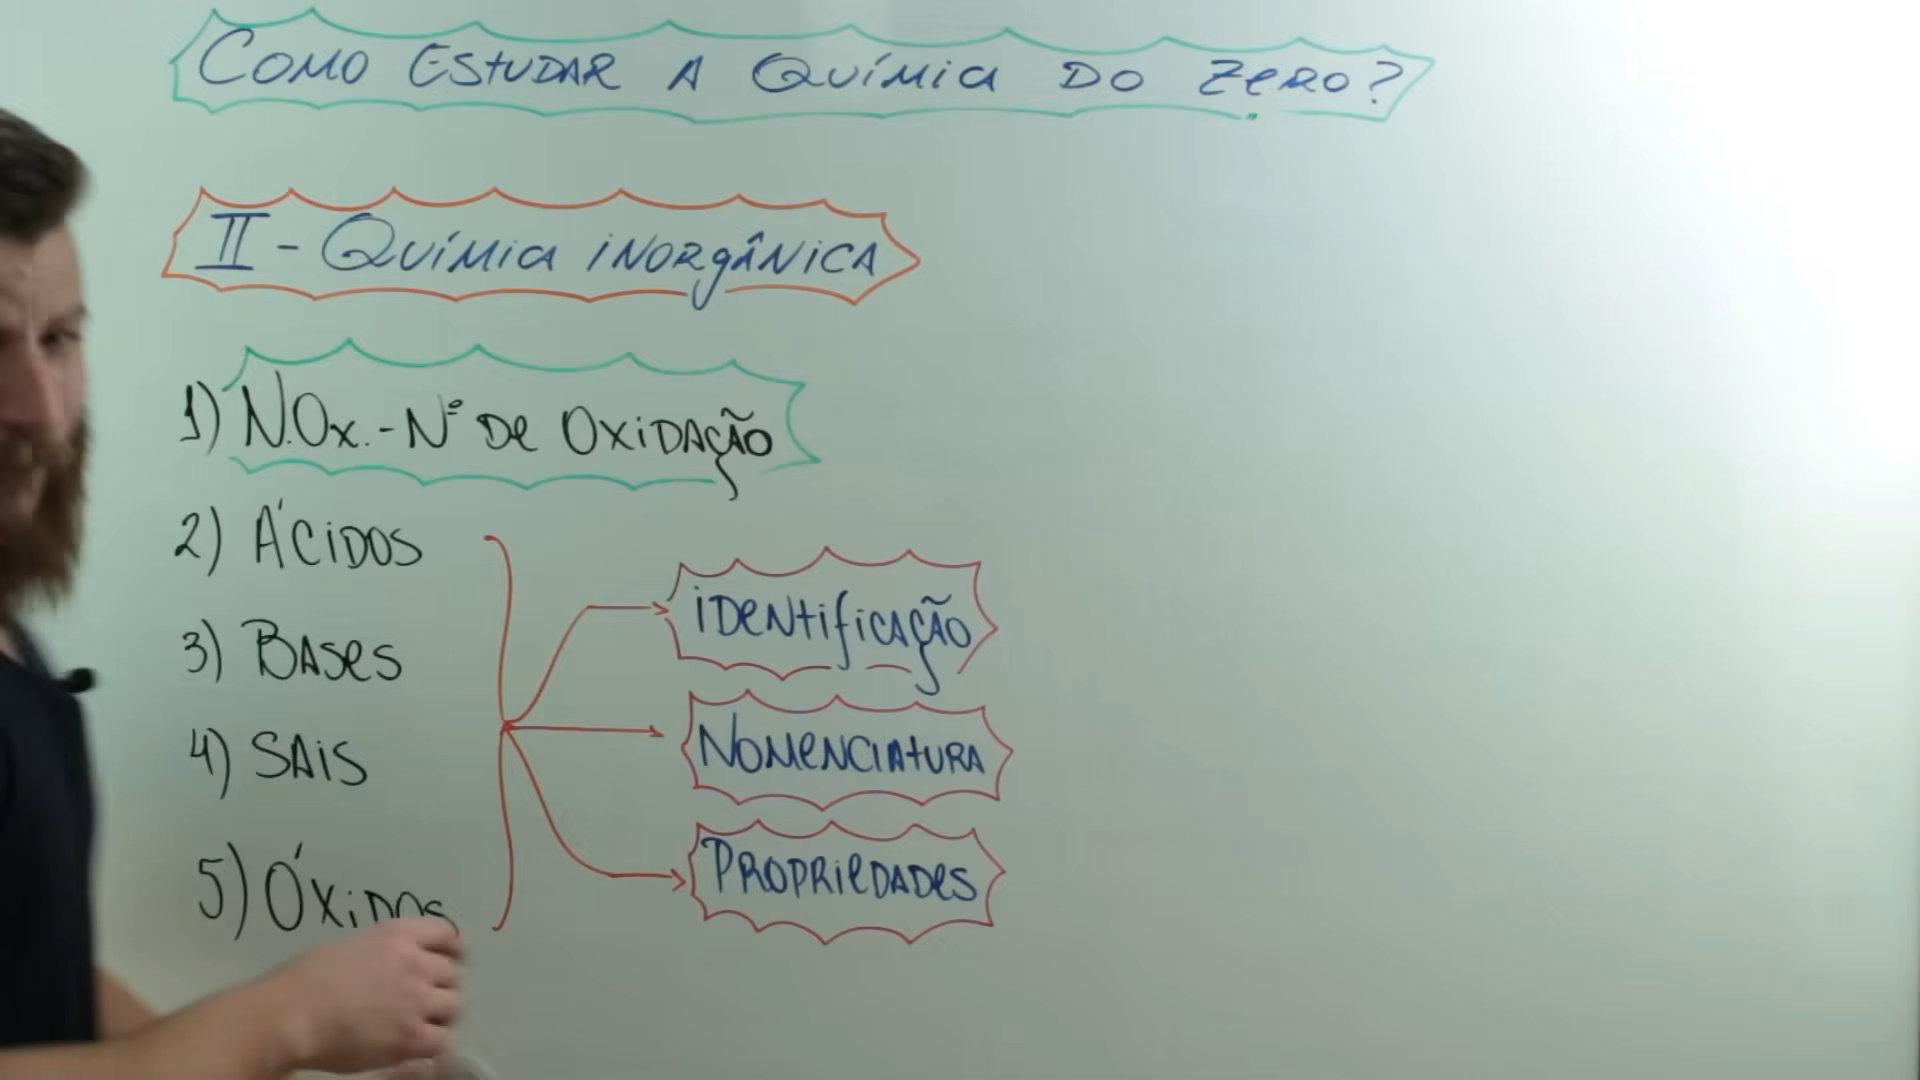 COMO ESTUDAR A QUÍMICA DO ZERO?
II - QUÍMICA INORGÂNICA
1) N.Ox. - Nº DE OXIDAÇÃO
2) ÁCIDOS
3) BASES
4) SAIS
5) ÓXIDOS
IDENTIFICAÇÃO
NOMENCLATURA
PROPRIEDADES